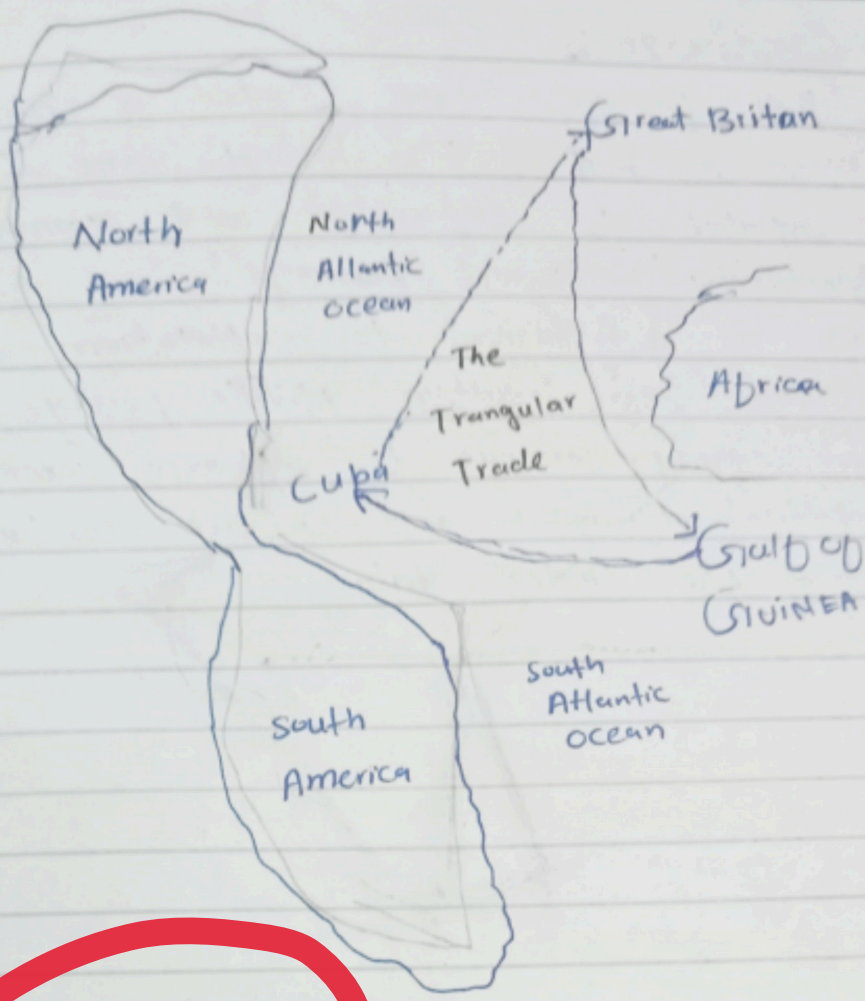 Great Britan
North
America
North
Atlantic
ocean
The
Trangular
Trade
Africa
Cuba
Gulf of
GUINEA
South
America
South
Atlantic
ocean